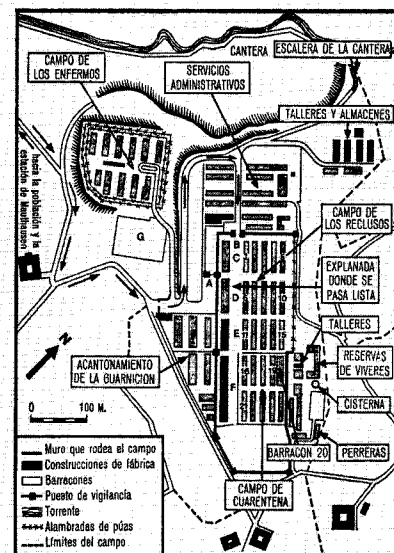 CANTERA
ESCALERA DE LA CANTERA
CAMPO DE
LOS ENFERMOS
SERVICIOS
ADMINISTRATIVOS
TALLERES Y ALMACENES
hacia la población y la
estación de Mauthausen
G
CAMPO DE
LOS RECLUSOS
B
C
A
D
EXPLANADA
DONDE SE
PASA LISTA
E
TALLERES
RESERVAS
DE VIVERES
ACANTONAMIENTO
DE LA GUARNICION
F
CISTERNA
N
0 100 M.
BARRACON 20
PERRERAS
CAMPO DE
CUARENTENA
Muro que rodea el campo
Construcciones de fábrica
Barracones
Puesto de vigilancia
Torrente
Alambradas de púas
Límites del campo